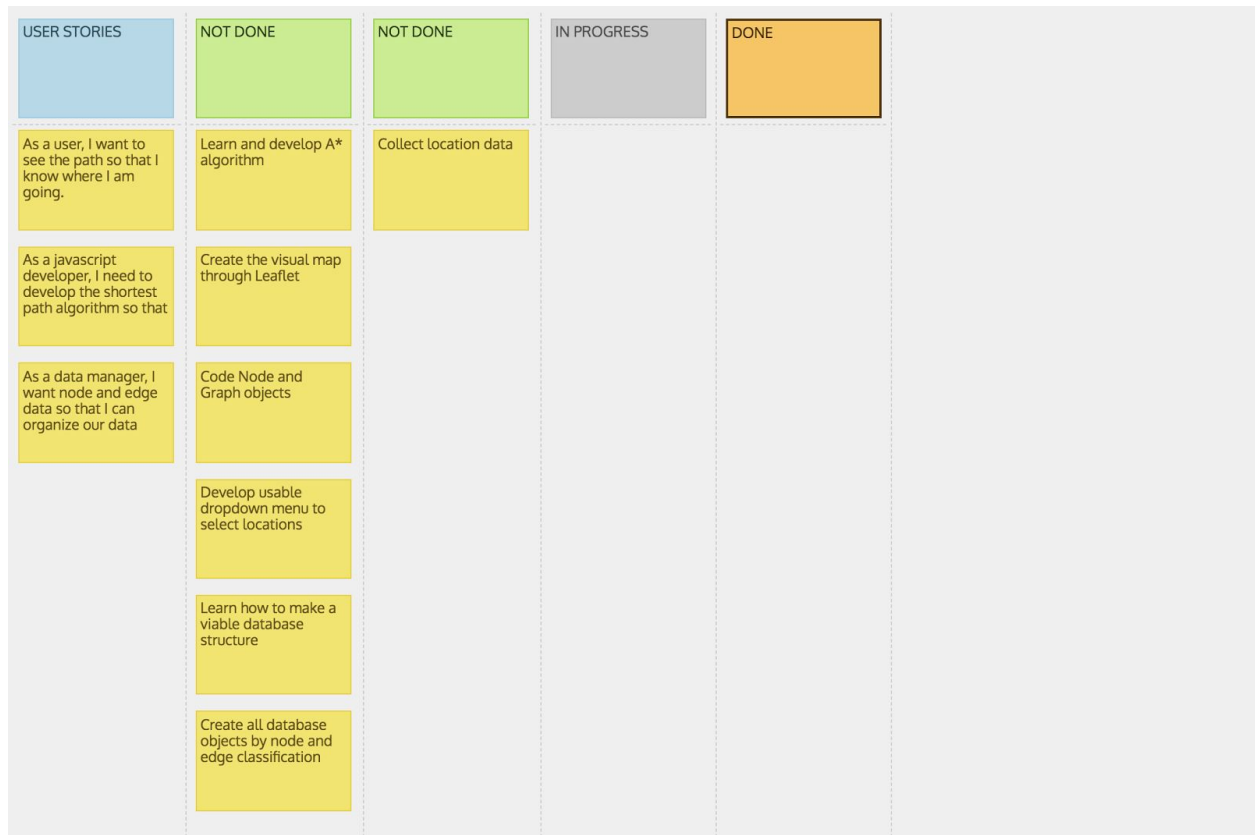 USER STORIES
NOT DONE
NOT DONE
IN PROGRESS
DONE
As a user, I want to
see the path so that I
know where I am
going.
Learn and develop A*
algorithm
Collect location data
As a javascript
developer, I need to
develop the shortest
path algorithm so that
Create the visual map
through Leaflet
As a data manager, I
want node and edge
data so that I can
organize our data
Code Node and
Graph objects
Develop usable
dropdown menu to
select locations
Learn how to make a
viable database
structure
Create all database
objects by node and
edge classification